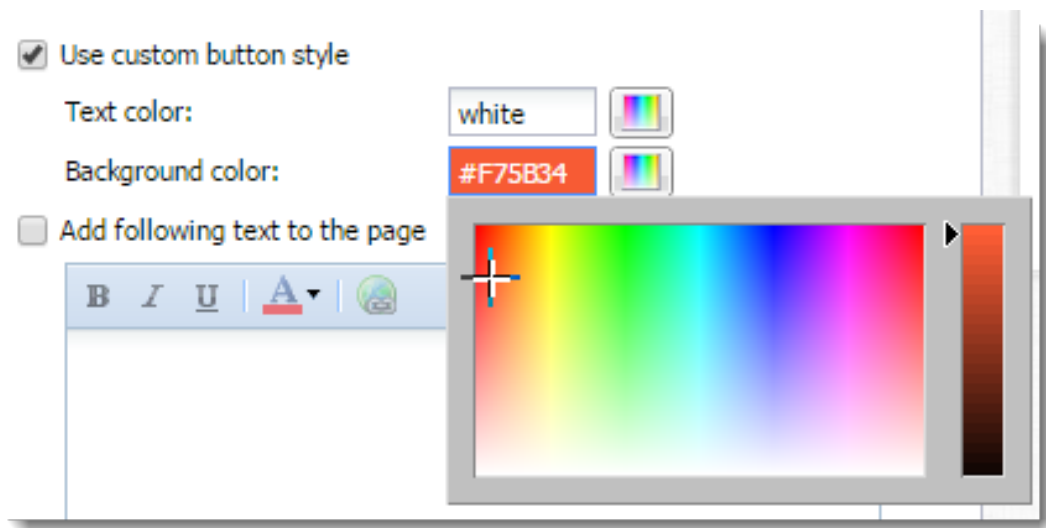 Use custom button style
Text color:
white
Background color:
#F75B34
Add following text to the page
B I U A